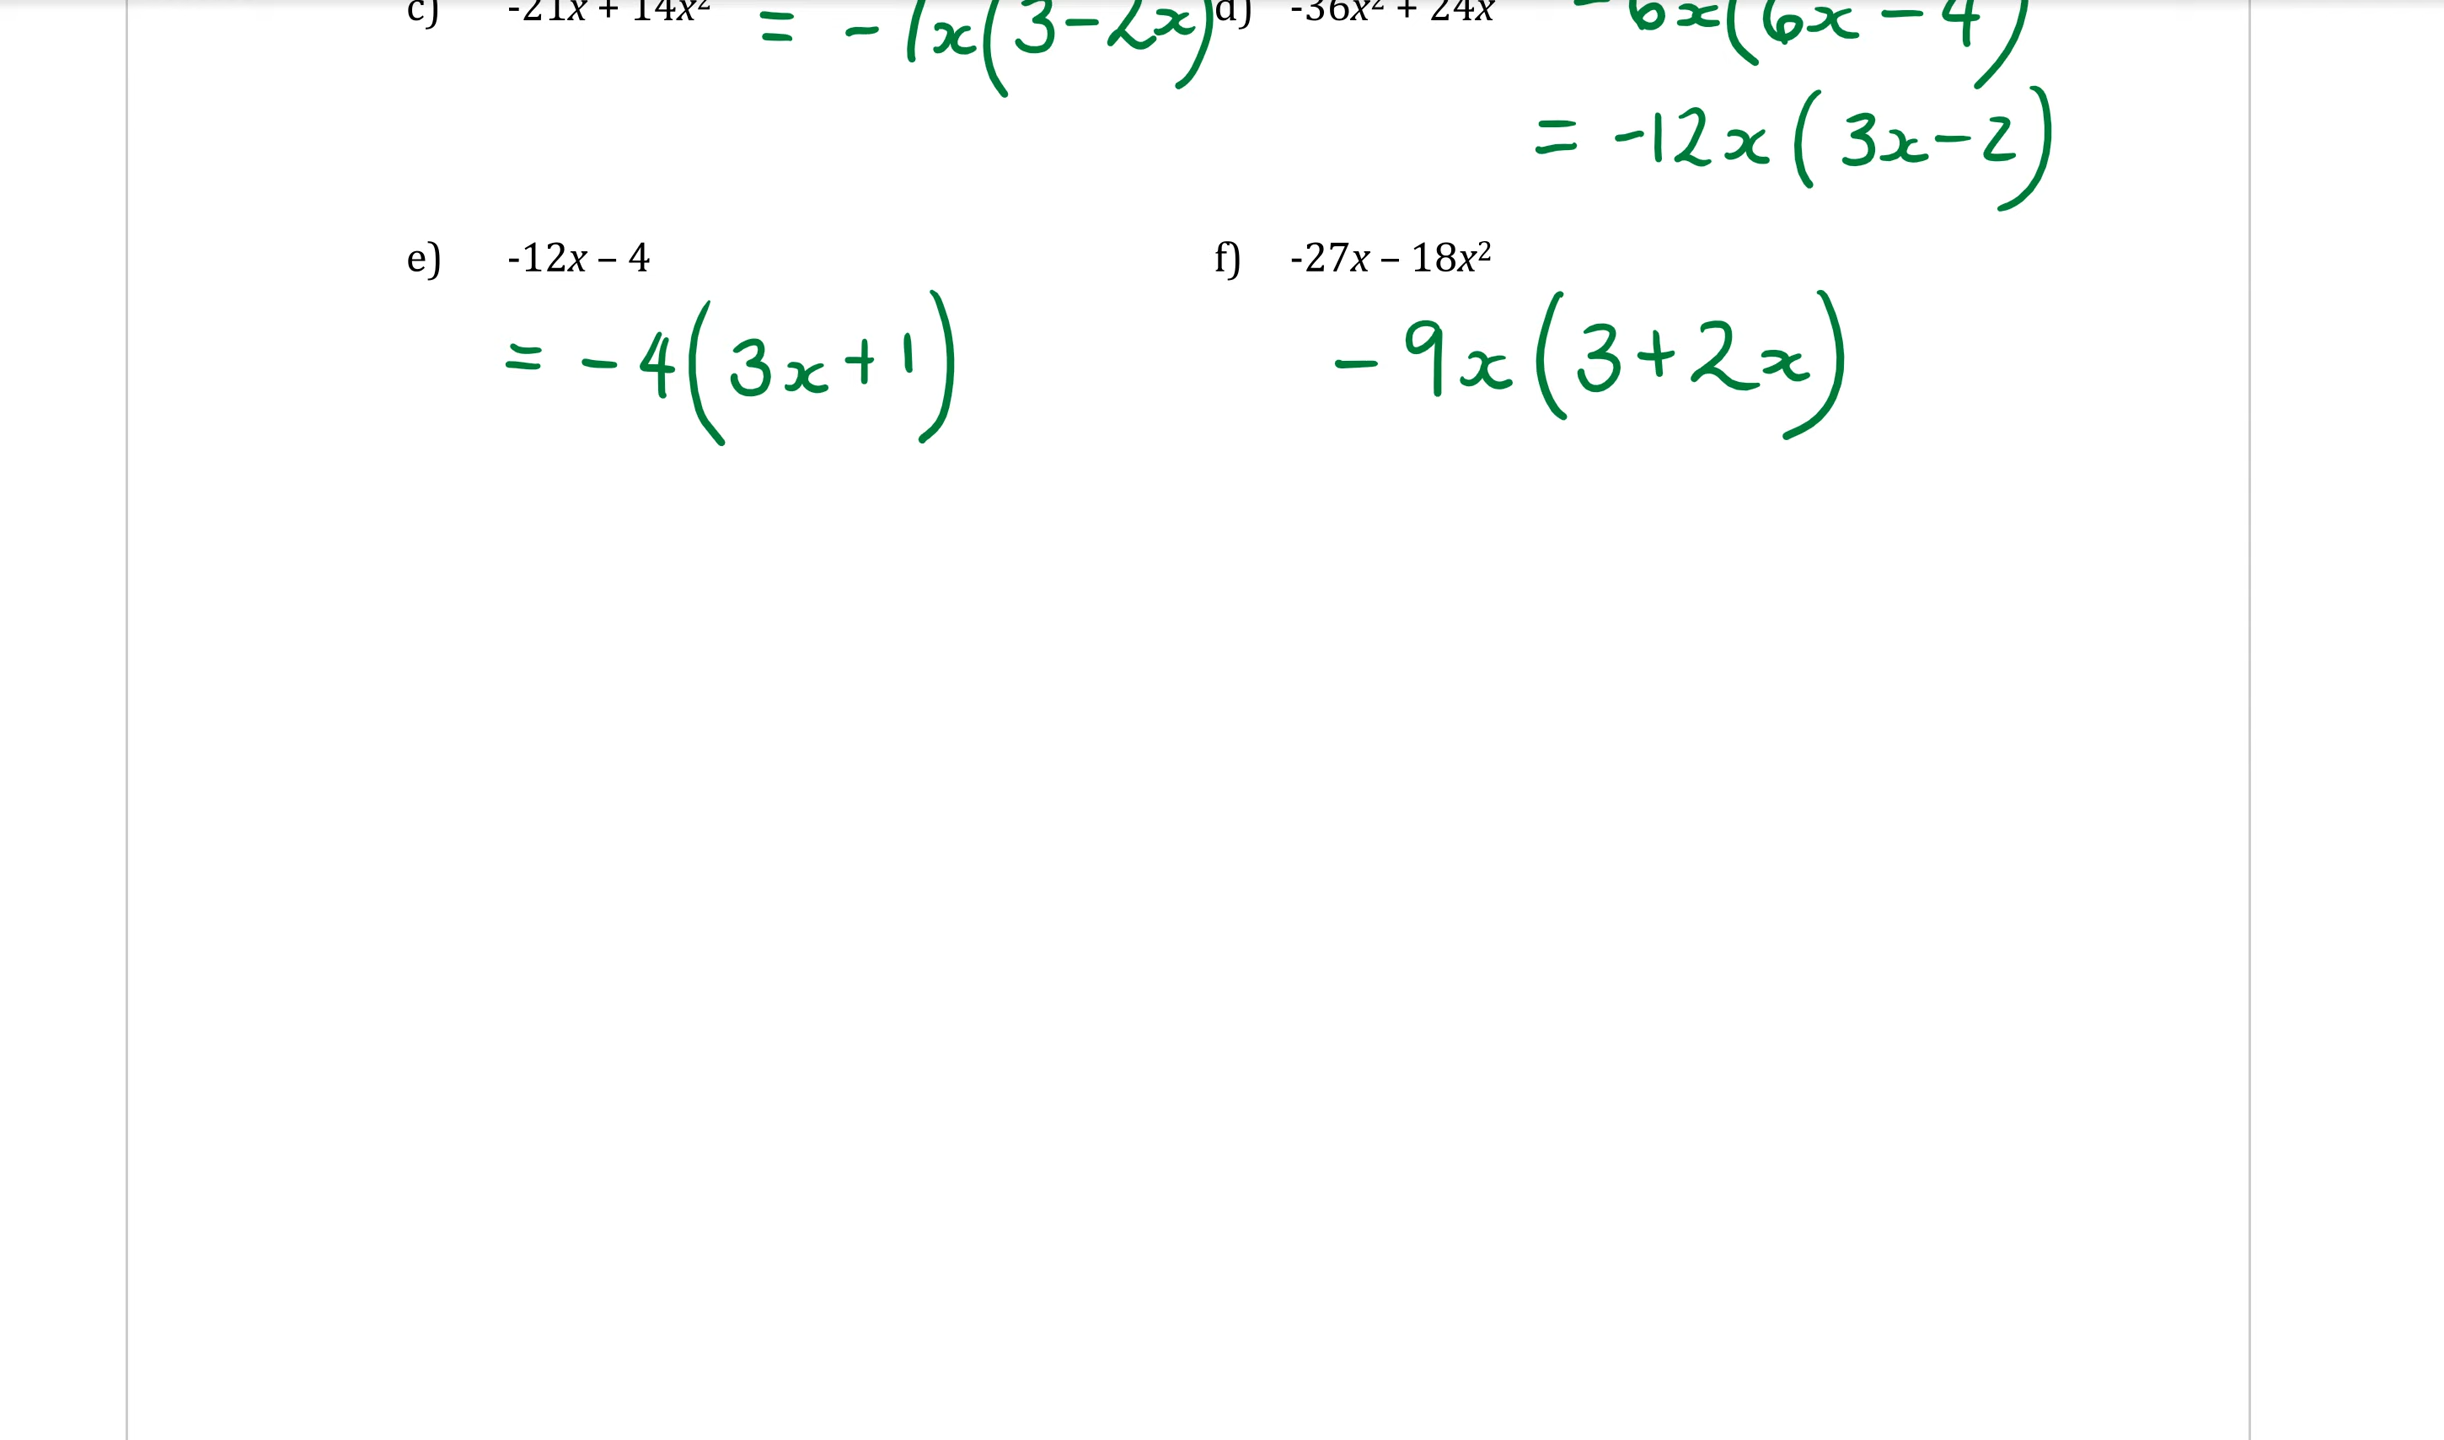 c) -21x + 14x² = -7x(3-2x)
d) -36x² + 24x -6x(6x-4)
= -12x(3x-2)
e) -12x – 4
= -4(3x+1)
f) -27x – 18x²
-9x(3+2x)